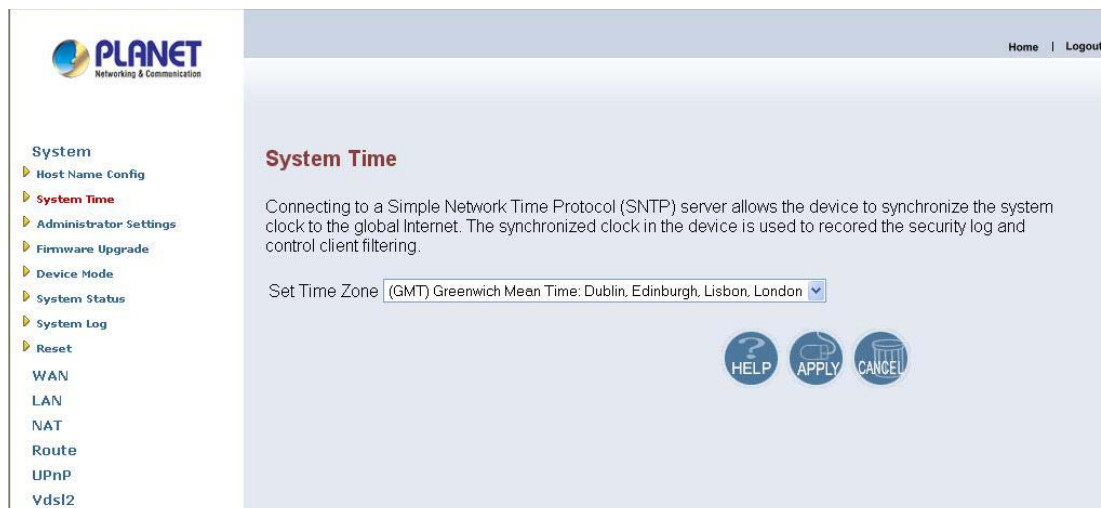 PLANET
Networking & Communication
Home | Logout
System
Host Name Config
System Time
Administrator Settings
Firmware Upgrade
Device Mode
System Status
System Log
Reset
WAN
LAN
NAT
Route
UPnP
Vdsl2
System Time
Connecting to a Simple Network Time Protocol (SNTP) server allows the device to synchronize the system
clock to the global Internet. The synchronized clock in the device is used to recored the security log and
control client filtering.
Set Time Zone (GMT) Greenwich Mean Time: Dublin, Edinburgh, Lisbon, London
HELP APPLY CANCEL